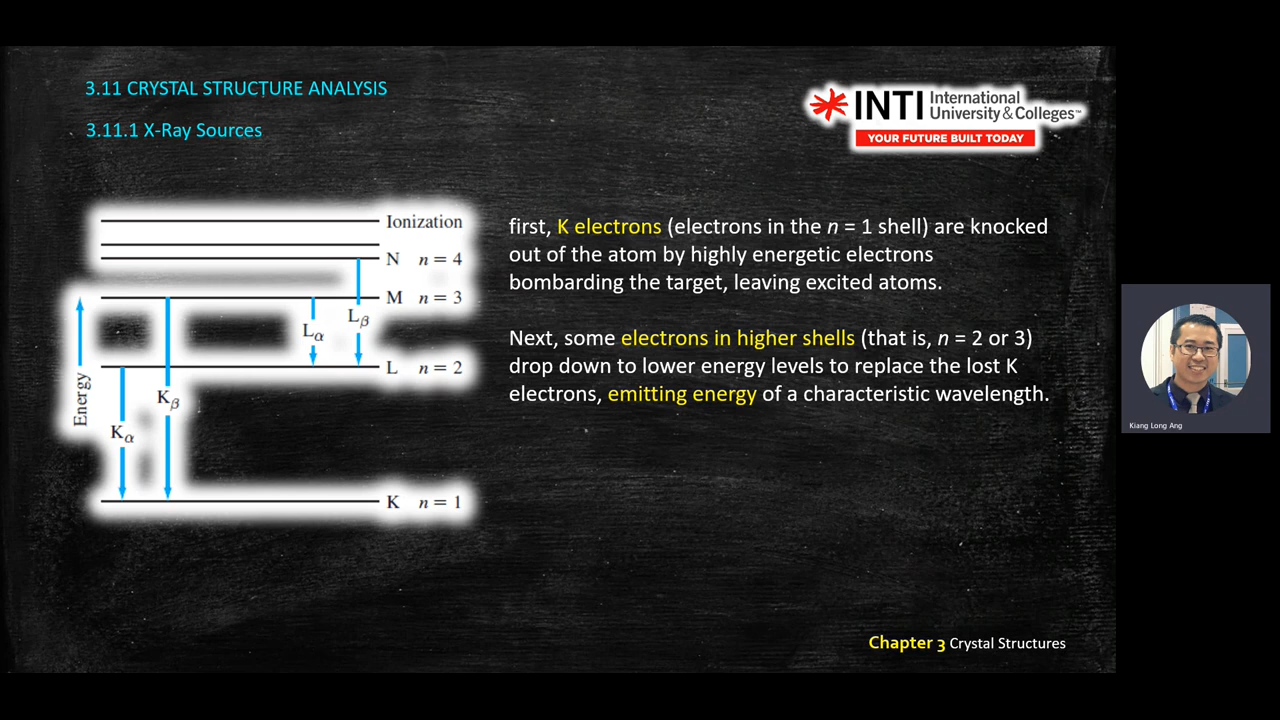 3.11 CRYSTAL STRUCTURE ANALYSIS
3.11.1 X-Ray Sources
INTI International
University & Colleges™
YOUR FUTURE BUILT TODAY
Ionization
N n = 4
M n = 3
Lα
Lβ
L n = 2
Energy
Kβ
Kα
K n = 1
first, K electrons (electrons in the n = 1 shell) are knocked
out of the atom by highly energetic electrons
bombarding the target, leaving excited atoms.
Next, some electrons in higher shells (that is, n = 2 or 3)
drop down to lower energy levels to replace the lost K
electrons, emitting energy of a characteristic wavelength.
Kiang Long Ang
Chapter 3 Crystal Structures